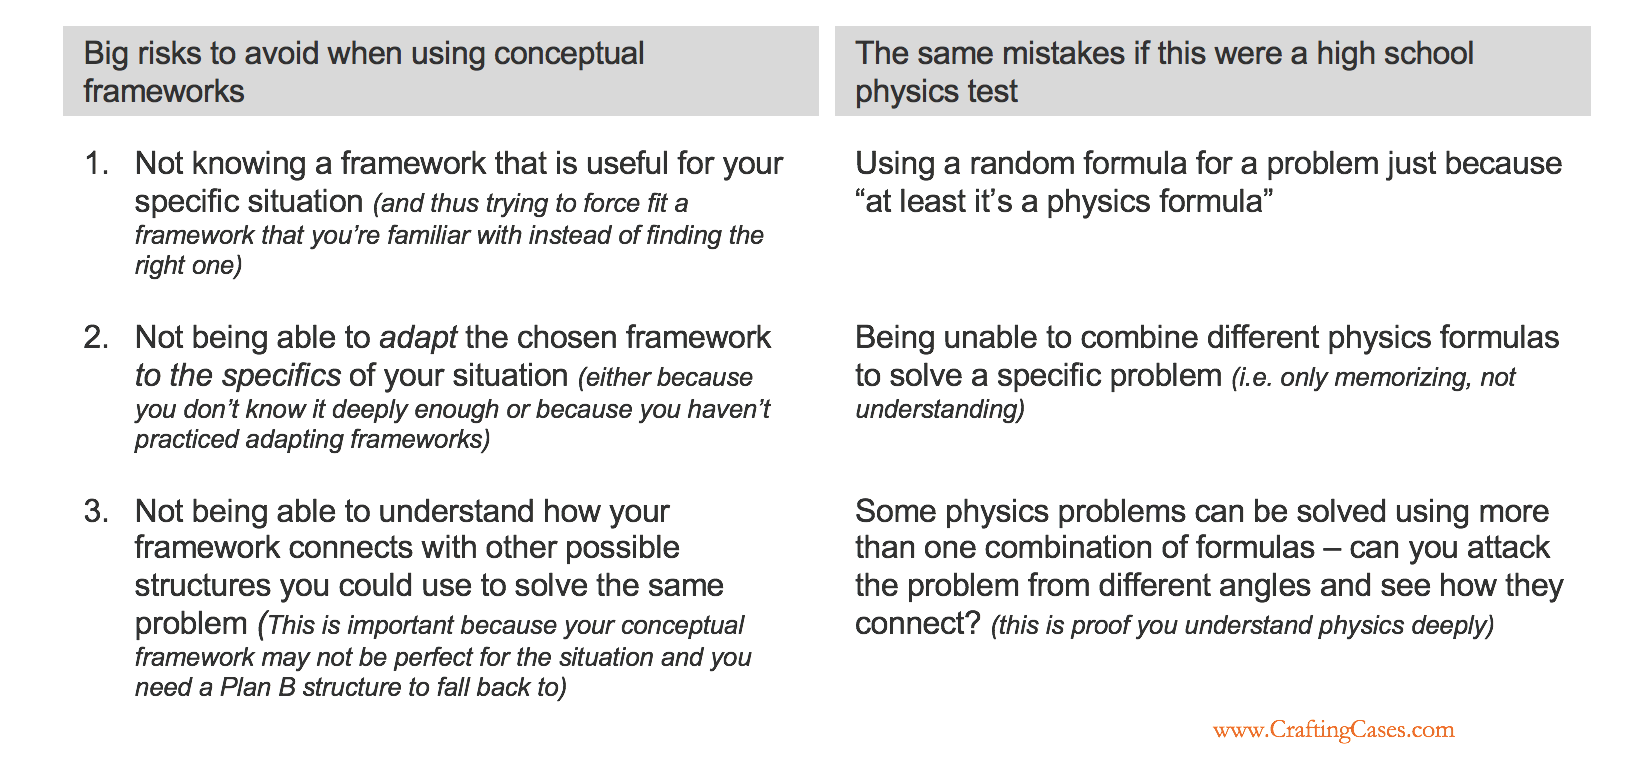 Big risks to avoid when using conceptual
frameworks
The same mistakes if this were a high school
physics test
1. Not knowing a framework that is useful for your
specific situation (and thus trying to force fit a
framework that you’re familiar with instead of finding the
right one)
Using a random formula for a problem just because
“at least it’s a physics formula”
2. Not being able to adapt the chosen framework
to the specifics of your situation (either because
you don’t know it deeply enough or because you haven’t
practiced adapting frameworks)
Being unable to combine different physics formulas
to solve a specific problem (i.e. only memorizing, not
understanding)
3. Not being able to understand how your
framework connects with other possible
structures you could use to solve the same
problem (This is important because your conceptual
framework may not be perfect for the situation and you
need a Plan B structure to fall back to)
Some physics problems can be solved using more
than one combination of formulas – can you attack
the problem from different angles and see how they
connect? (this is proof you understand physics deeply)
www.CraftingCases.com